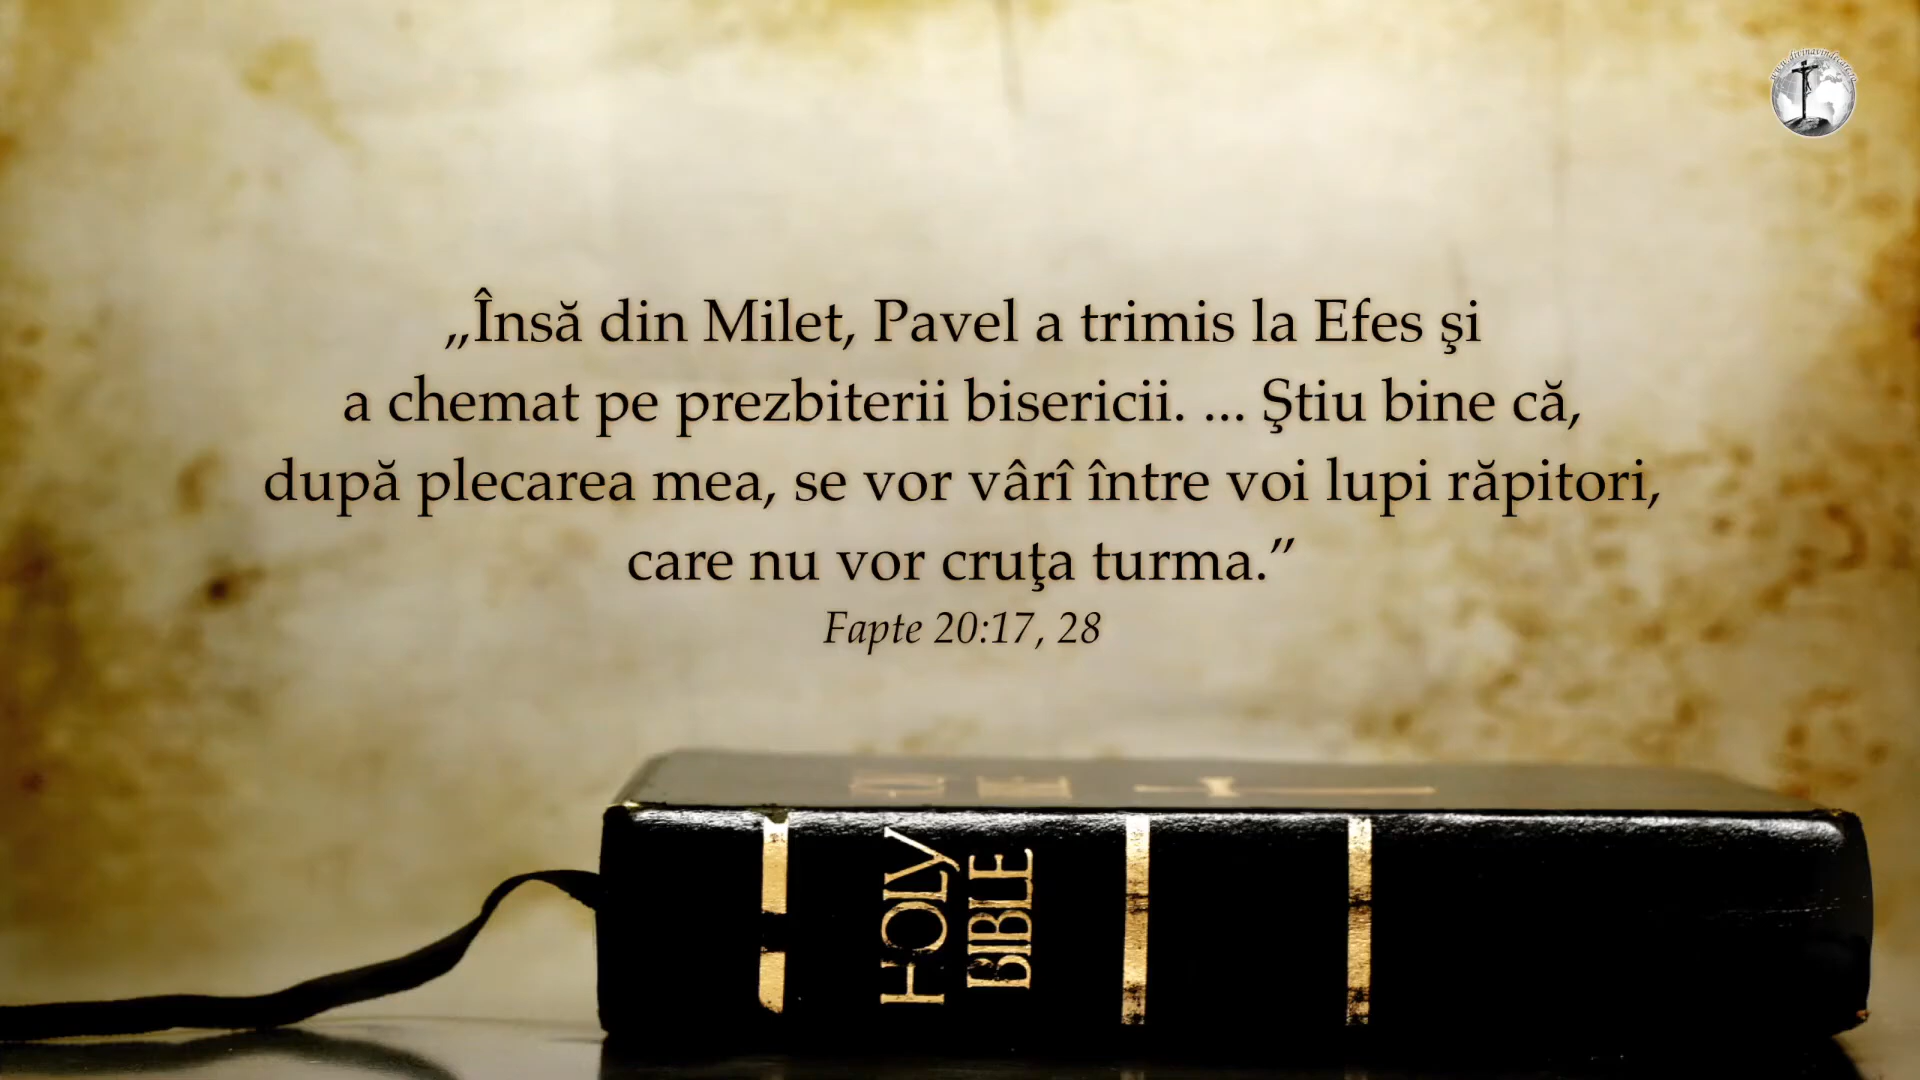 „Însă din Milet, Pavel a trimis la Efes şi
a chemat pe prezbiterii bisericii. ... Ştiu bine că,
după plecarea mea, se vor vârî între voi lupi răpitori,
care nu vor cruţa turma.”
Fapte 20:17, 28
HOLY
BIBLE